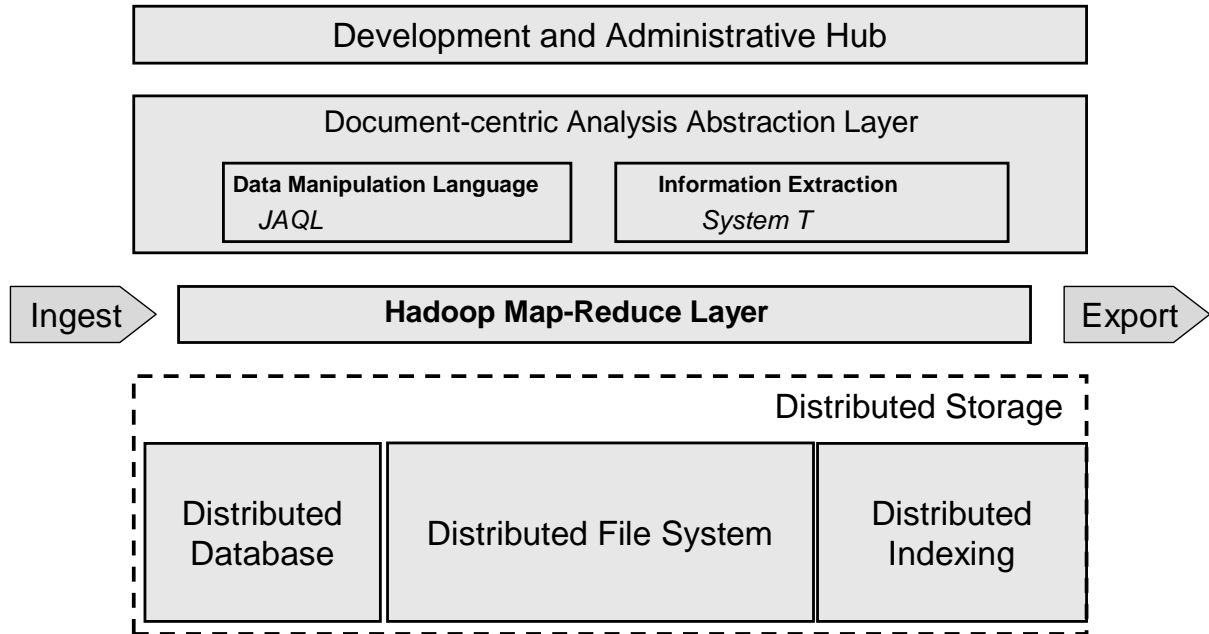 Development and Administrative Hub
Document-centric Analysis Abstraction Layer
Data Manipulation Language
JAQL
Information Extraction
System T
Ingest
Hadoop Map-Reduce Layer
Export
Distributed Storage
Distributed
Database
Distributed File System
Distributed
Indexing